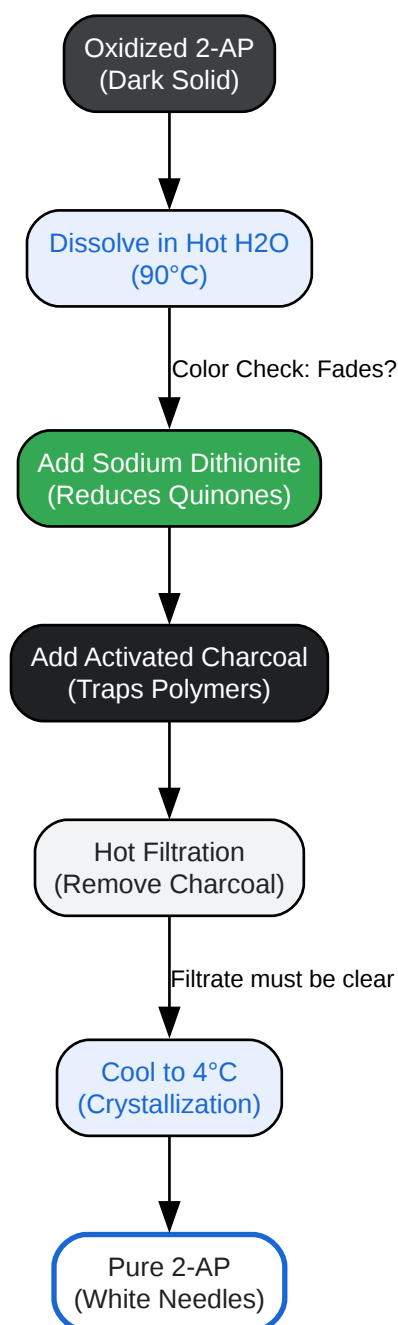 Oxidized 2-AP
(Dark Solid)
Dissolve in Hot H2O
(90°C)
Color Check: Fades?
Add Sodium Dithionite
(Reduces Quinones)
Add Activated Charcoal
(Traps Polymers)
Hot Filtration
(Remove Charcoal)
Filtrate must be clear
Cool to 4°C
(Crystallization)
Pure 2-AP
(White Needles)